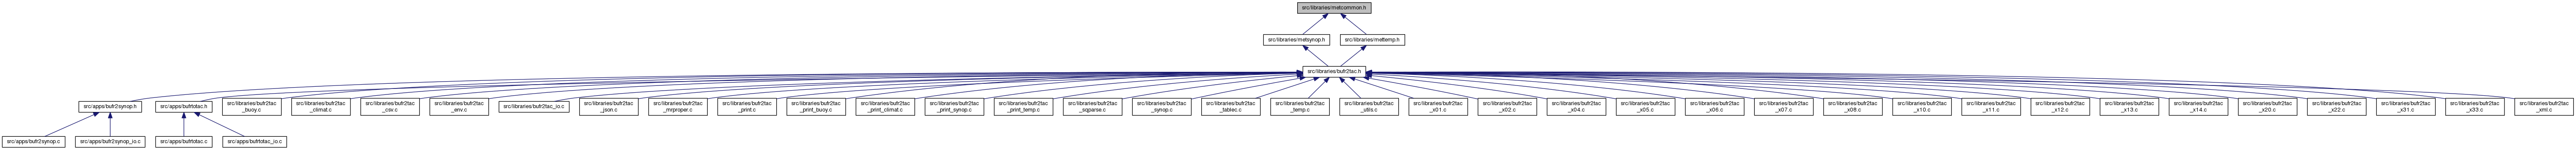 src/libraries/metcommon.h
src/libraries/metsynop.h
src/libraries/mettemp.h
src/libraries/bufr2tac.h
src/apps/bufr2synop.h
src/apps/bufrtotac.h
src/libraries/bufr2tac
_buoy.c
src/libraries/bufr2tac
_climat.c
src/libraries/bufr2tac
_csv.c
src/libraries/bufr2tac
_env.c
src/libraries/bufr2tac_io.c
src/libraries/bufr2tac
_json.c
src/libraries/bufr2tac
_mrproper.c
src/libraries/bufr2tac
_print.c
src/libraries/bufr2tac
_print_buoy.c
src/libraries/bufr2tac
_print_climat.c
src/libraries/bufr2tac
_print_synop.c
src/libraries/bufr2tac
_print_temp.c
src/libraries/bufr2tac
_sqparse.c
src/libraries/bufr2tac
_synop.c
src/libraries/bufr2tac
_tablec.c
src/libraries/bufr2tac
_temp.c
src/libraries/bufr2tac
_utils.c
src/libraries/bufr2tac
_x01.c
src/libraries/bufr2tac
_x02.c
src/libraries/bufr2tac
_x04.c
src/libraries/bufr2tac
_x05.c
src/libraries/bufr2tac
_x06.c
src/libraries/bufr2tac
_x07.c
src/libraries/bufr2tac
_x08.c
src/libraries/bufr2tac
_x10.c
src/libraries/bufr2tac
_x11.c
src/libraries/bufr2tac
_x12.c
src/libraries/bufr2tac
_x13.c
src/libraries/bufr2tac
_x14.c
src/libraries/bufr2tac
_x20.c
src/libraries/bufr2tac
_x22.c
src/libraries/bufr2tac
_x31.c
src/libraries/bufr2tac
_x33.c
src/libraries/bufr2tac
_xml.c
src/apps/bufr2synop.c
src/apps/bufr2synop_io.c
src/apps/bufrtotac.c
src/apps/bufrtotac_io.c